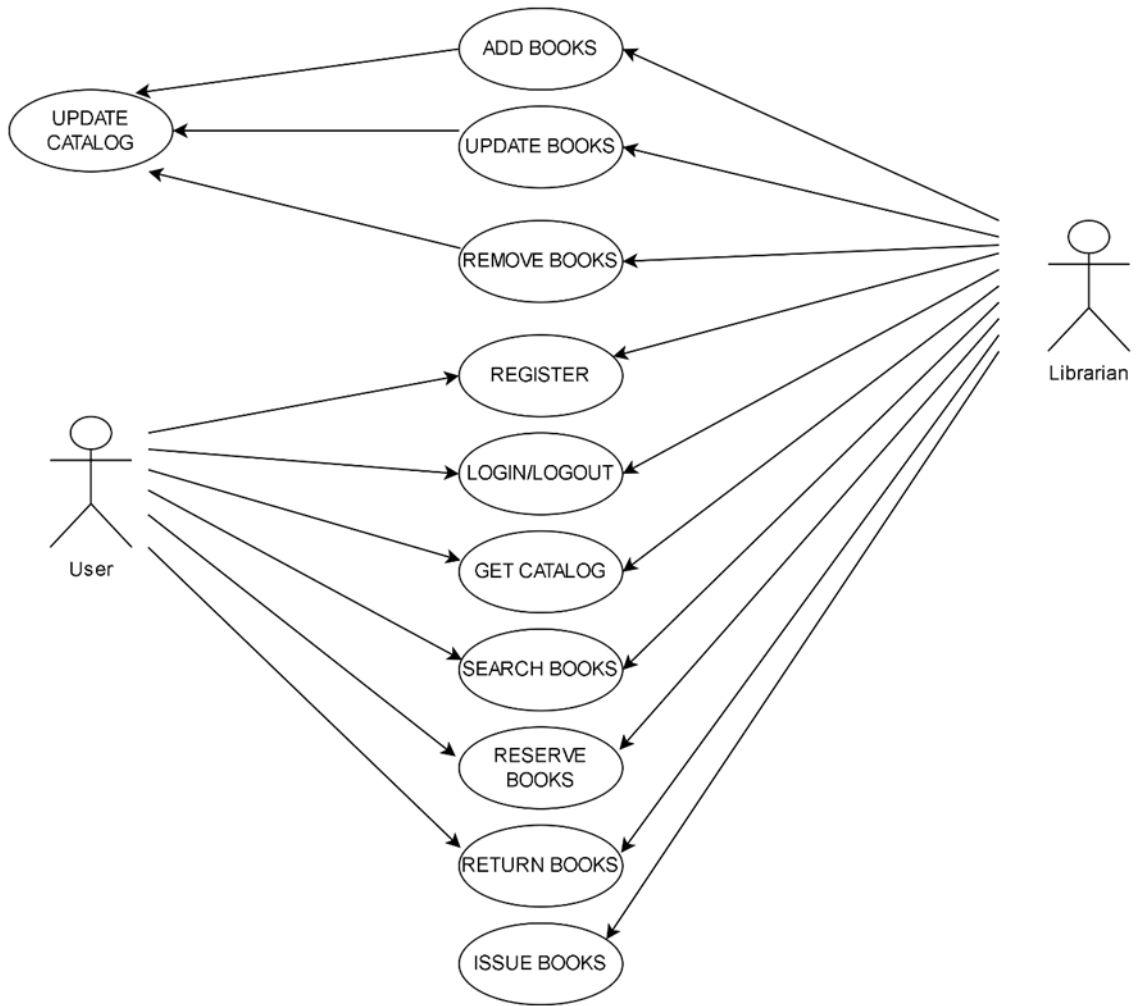 ADD BOOKS
UPDATE
CATALOG
UPDATE BOOKS
REMOVE BOOKS
REGISTER
Librarian
LOGIN/LOGOUT
User
GET CATALOG
SEARCH BOOKS
RESERVE
BOOKS
RETURN BOOKS
ISSUE BOOKS